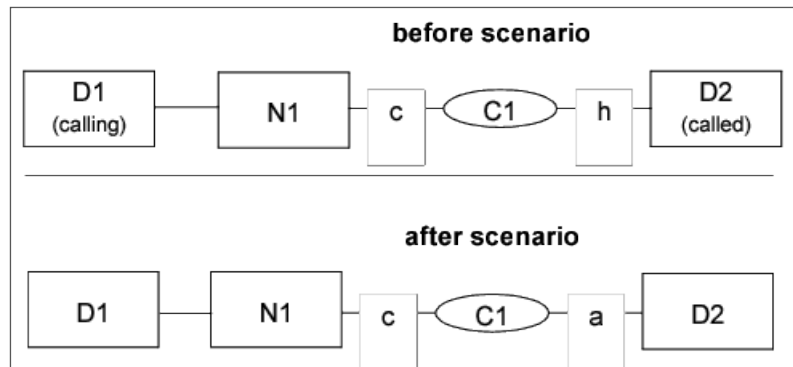 before scenario
D1
(calling)
N1
c
C1
h
D2
(called)
after scenario
D1
N1
c
C1
a
D2